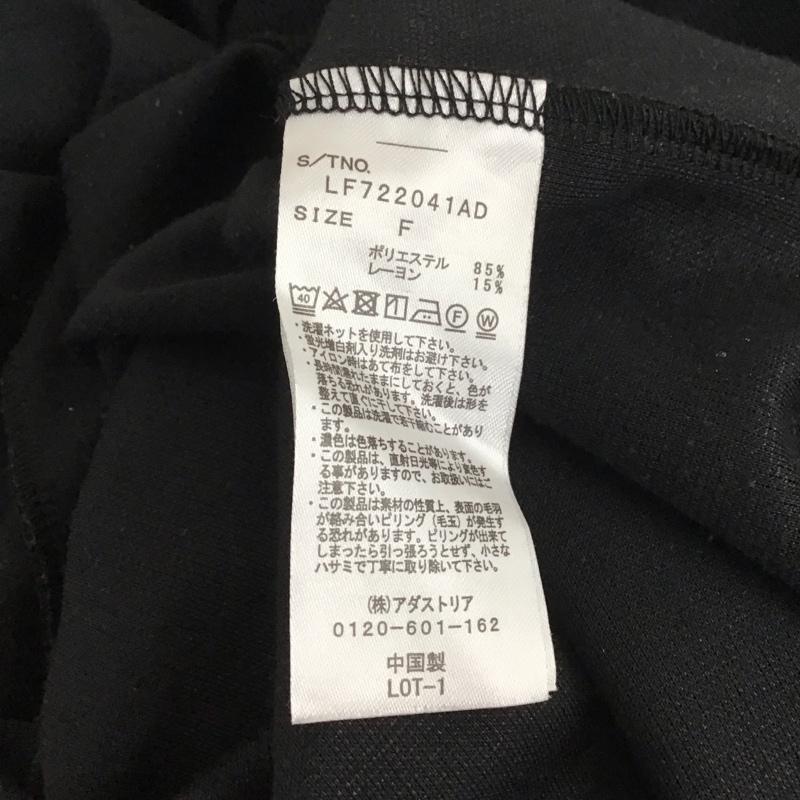 S/TNO.
LF722041AD
SIZE F
ポリエステル 85%
レーヨン 15%
40 F W
・洗濯ネットを使用して下さい。
・蛍光増白剤入り洗剤はお避け下さい。
・アイロン時はあて布をして下さい。
・長時間濡れたままにしておくと、色が
落ちる恐れがあります。洗濯後は形を
整えて直ぐに干して下さい。
・この製品は洗濯で若干縮むことがあり
ます。
・濃色は色落ちすることがあります。
・この製品は、直射日光等により変色す
る事がありますので、お取扱いにはご
注意下さい。
・この製品は素材の性質上、表面の毛羽
が絡み合いピリング（毛玉）が発生す
る恐れがあります。ピリングが出来て
しまったら引っ張ろうとせず、小さな
ハサミで丁寧に取り除いて下さい。
(株)アダストリア
0120-601-162
中国製
LOT-1